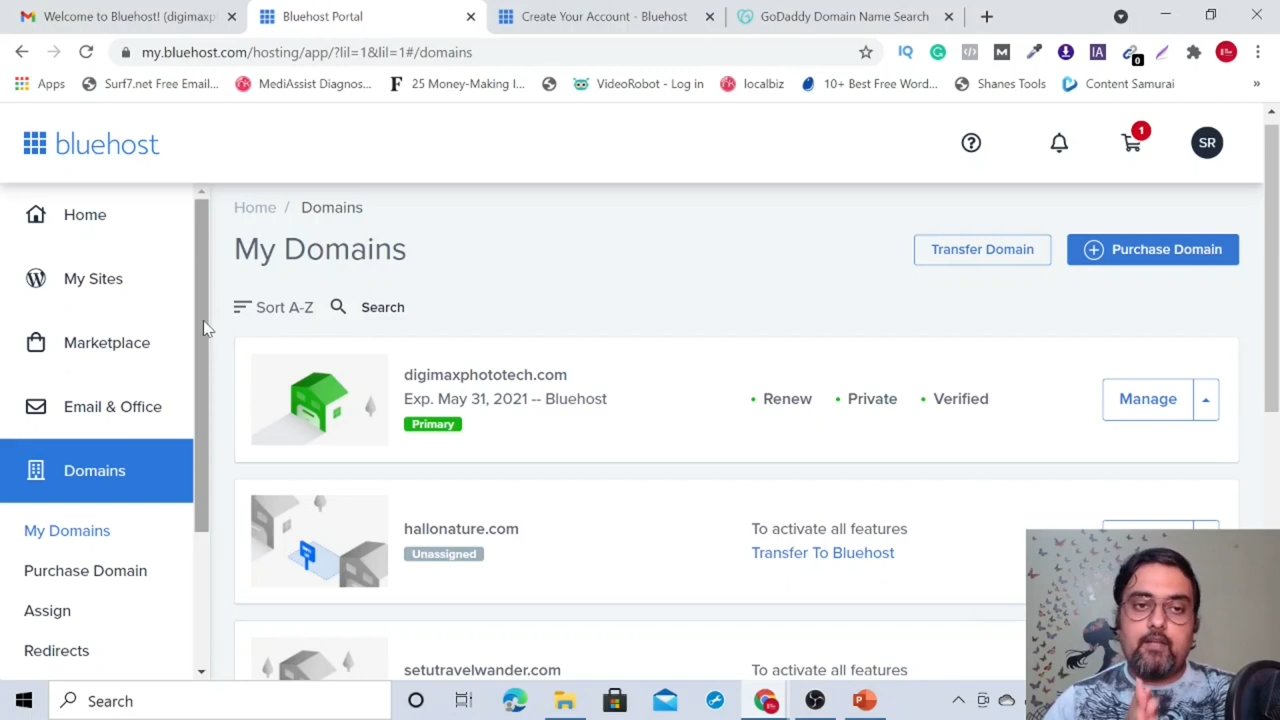 Welcome to Bluehost! (digimaxp
Bluehost Portal
Create Your Account - Bluehost
GoDaddy Domain Name Search
my.bluehost.com/hosting/app/?lil=1&lil=1#/domains
Apps
Surf7.net Free Email...
MediAssist Diagnos...
25 Money-Making I...
VideoRobot - Log in
localbiz
10+ Best Free Word...
Shanes Tools
Content Samurai
bluehost
1
SR
Home
My Sites
Marketplace
Email & Office
Domains
My Domains
Purchase Domain
Assign
Redirects
Home / Domains
My Domains
Transfer Domain
Purchase Domain
Sort A-Z
Search
digimaxphototech.com
Exp. May 31, 2021 -- Bluehost
Primary
• Renew • Private • Verified
Manage
hallonature.com
Unassigned
To activate all features
Transfer To Bluehost
setutravelwander.com
To activate all features
Search